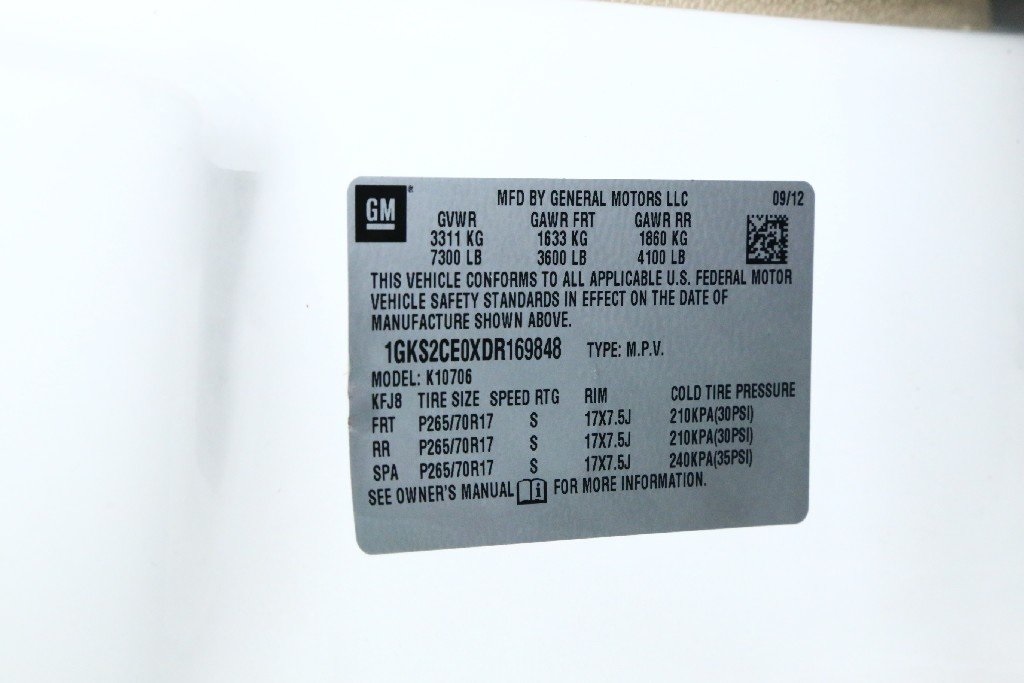 GM ® MFD BY GENERAL MOTORS LLC 09/12
GVWR GAWR FRT GAWR RR
3311 KG 1633 KG 1860 KG
7300 LB 3600 LB 4100 LB
THIS VEHICLE CONFORMS TO ALL APPLICABLE U.S. FEDERAL MOTOR
VEHICLE SAFETY STANDARDS IN EFFECT ON THE DATE OF
MANUFACTURE SHOWN ABOVE.
1GKS2CE0XDR169848 TYPE: M.P.V.
MODEL: K10706
KFJ8 TIRE SIZE SPEED RTG RIM COLD TIRE PRESSURE
FRT P265/70R17 S 17X7.5J 210KPA(30PSI)
RR P265/70R17 S 17X7.5J 210KPA(30PSI)
SPA P265/70R17 S 17X7.5J 240KPA(35PSI)
SEE OWNER'S MANUAL i FOR MORE INFORMATION.